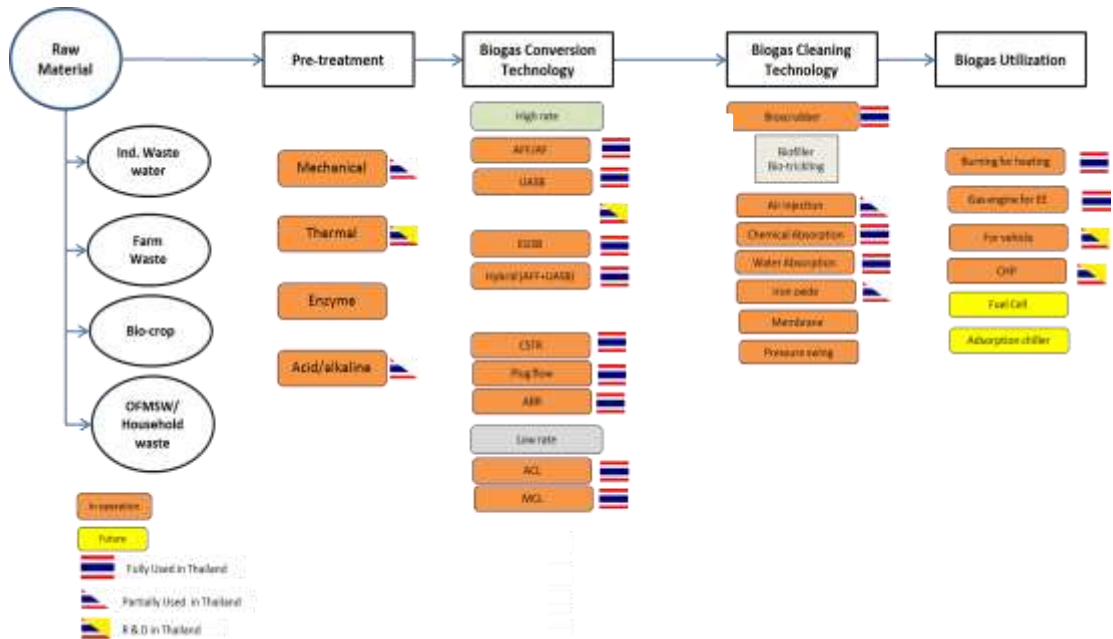 Raw
Material
Pre-treatment
Biogas Conversion
Technology
Biogas Cleaning
Technology
Biogas Utilization
Ind. Waste
water
Farm
Waste
Bio-crop
OFMSW/
Household
waste
Mechanical
Thermal
Enzyme
Acid/alkaline
High rate
AFF/AF
UASB
EGSB
Hybrid (AFF+UASB)
CSTR
Plug flow
ABR
Low rate
ACL
MCL
Bioscrubber
Biofilter
Bio-trickling
Air Injection
Chemical Absorption
Water Absorption
Iron oxide
Membrane
Pressure swing
Burning for heating
Gas engine for EE
For vehicle
CHP
Fuel Cell
Adsorption chiller
In operation
Future
Fully Used in Thailand
Partially Used in Thailand
R & D in Thailand